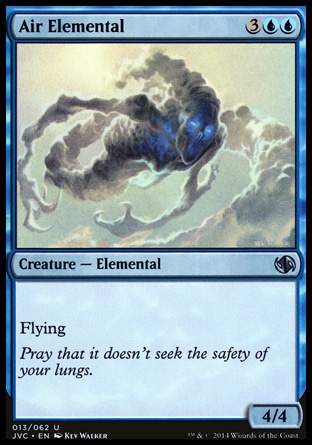 Air Elemental 3
Creature — Elemental
Flying
Pray that it doesn't seek the safety of
your lungs.
4/4
013/062 U
JVC • EN Kev Walker
™ & © 2014 Wizards of the Coast